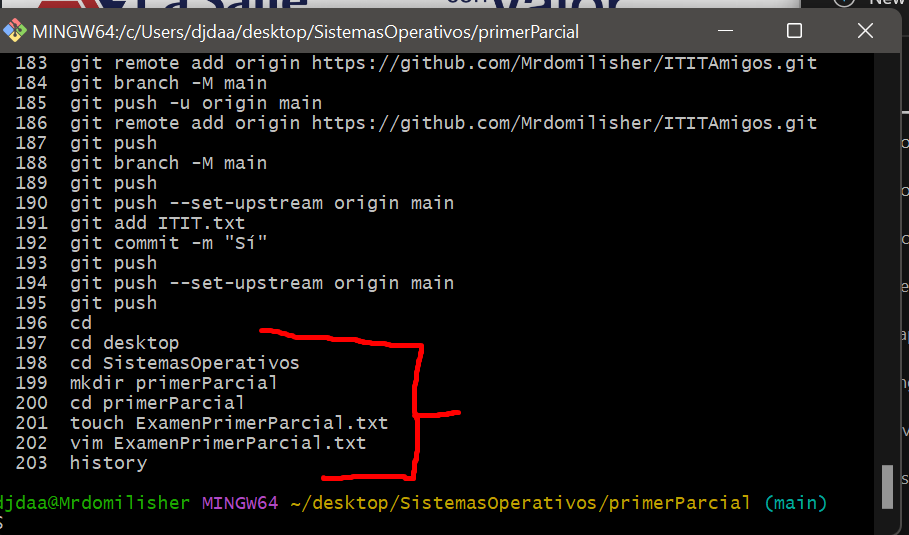 LaSalle con valor
New
MINGW64:/c/Users/djdaa/desktop/SistemasOperativos/primerParcial
183 git remote add origin https://github.com/Mrdomilisher/ITITAmigos.git
184 git branch -M main
185 git push -u origin main
186 git remote add origin https://github.com/Mrdomilisher/ITITAmigos.git
187 git push
188 git branch -M main
189 git push
190 git push --set-upstream origin main
191 git add ITIT.txt
192 git commit -m "Sí"
193 git push
194 git push --set-upstream origin main
195 git push
196 cd
197 cd desktop
198 cd SistemasOperativos
199 mkdir primerParcial
200 cd primerParcial
201 touch ExamenPrimerParcial.txt
202 vim ExamenPrimerParcial.txt
203 history
djdaa@Mrdomilisher MINGW64 ~/desktop/SistemasOperativos/primerParcial (main)
$